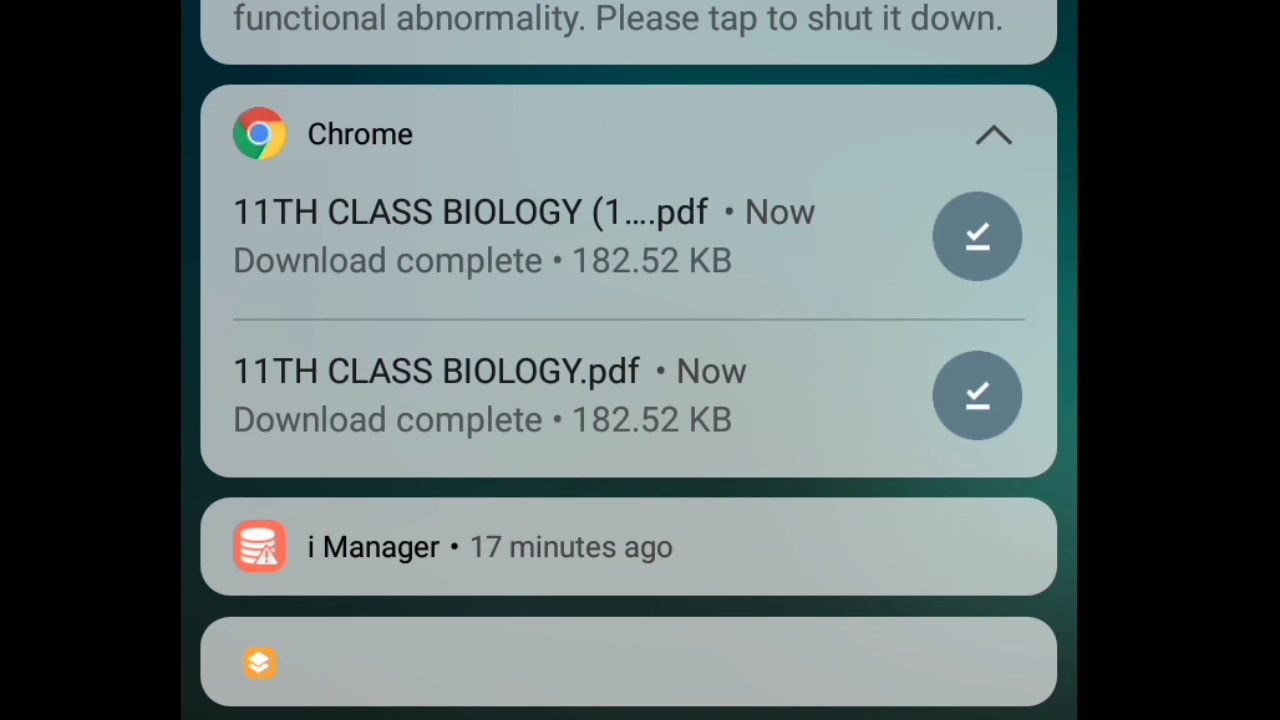 functional abnormality. Please tap to shut it down.
Chrome
11TH CLASS BIOLOGY (1....pdf • Now
Download complete • 182.52 KB
11TH CLASS BIOLOGY.pdf • Now
Download complete • 182.52 KB
i Manager • 17 minutes ago